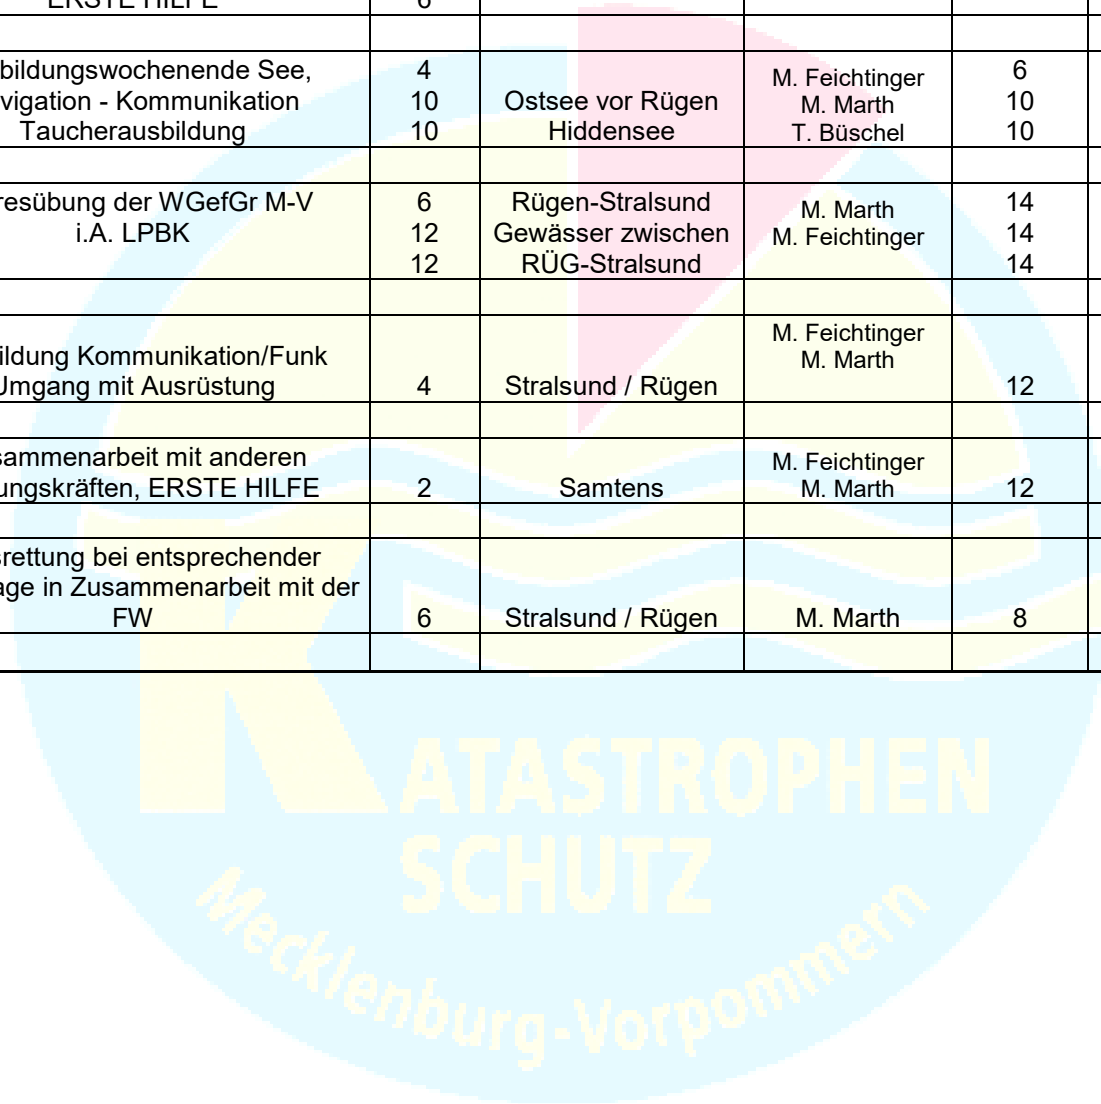 ERSTE HILFE 6
bildungswochenende See, 4 M. Feichtinger 6
vigation - Kommunikation 10 Ostsee vor Rügen M. Marth 10
Taucherausbildung 10 Hiddensee T. Büschel 10
resübung der WGefGr M-V 6 Rügen-Stralsund M. Marth 14
i.A. LPBK 12 Gewässer zwischen M. Feichtinger 14
12 RÜG-Stralsund 14
M. Feichtinger
ildung Kommunikation/Funk M. Marth
Umgang mit Ausrüstung 4 Stralsund / Rügen 12
sammenarbeit mit anderen M. Feichtinger
ungskräften, ERSTE HILFE 2 Samtens M. Marth 12
srettung bei entsprechender
age in Zusammenarbeit mit der
FW 6 Stralsund / Rügen M. Marth 8
KATASTROPHEN
SCHUTZ
Mecklenburg-Vorpommern